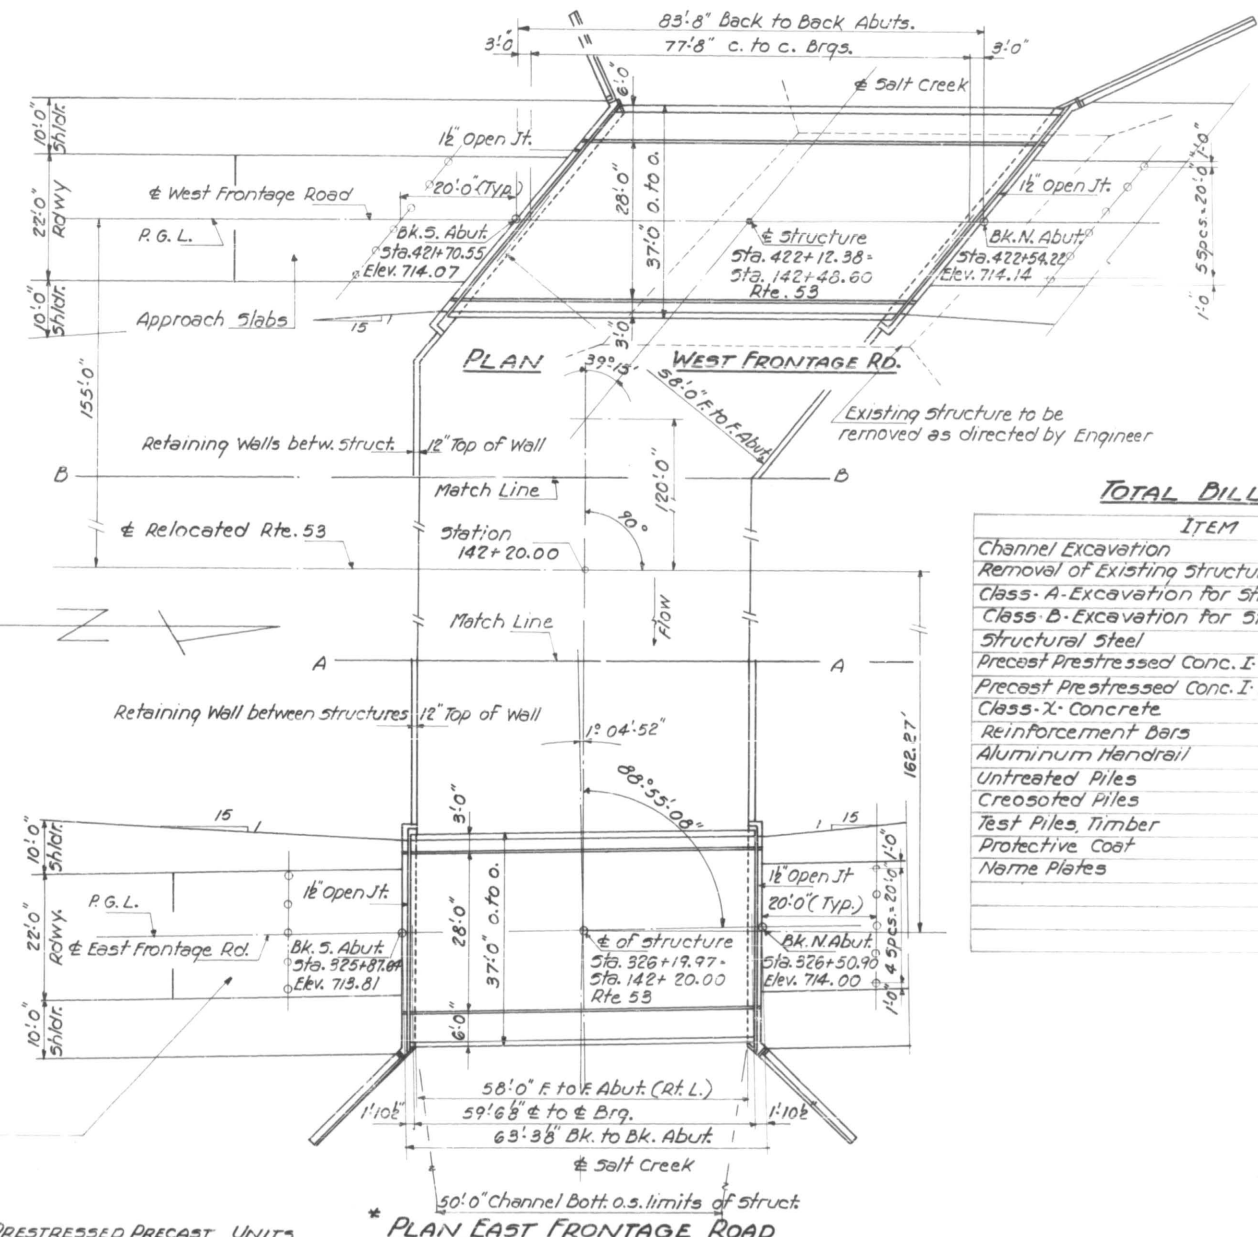 83'-8" Back to Back Abuts.
3'-0"
77'-8" c. to c. Brgs.
3'-0"
6'-0"
℄ Salt Creek
10'-0"
Shldr.
1½" Open Jt.
22'-0"
Rdwy
℄ West Frontage Road
20'-0" (Typ.)
P. G. L.
Bk. S. Abut.
Sta. 421+70.55
Elev. 714.07
28'-0"
37'-0" o. to o.
℄ Structure
Sta. 422+12.38=
Sta. 142+48.60
Rte. 53
1½" Open Jt.
Bk. N. Abut.
Sta. 422+54.22
Elev. 714.14
1'-0"
5 spcs. = 20'-0"
1'-0"
10'-0"
Shldr.
Approach Slabs
15
1
3'-0"
PLAN
WEST FRONTAGE RD.
39°-15'
58'-0" F. to F. Abut.
Existing Structure to be
removed as directed by Engineer
155'-0"
Retaining Walls betw. Struct.
12" Top of Wall
120'-0"
B
B
Match Line
90°
℄ Relocated Rte. 53
Station
142+20.00
Flow
Match Line
A
A
Retaining Wall between structures
12" Top of Wall
1° 04'-52"
88°-55'-08"
162.27'
TOTAL BILL
ITEM
Channel Excavation
Removal of Existing Structu
Class-A-Excavation for St
Class-B-Excavation for S
Structural Steel
Precast Prestressed Conc. I-
Precast Prestressed Conc. I-
Class-X-Concrete
Reinforcement Bars
Aluminum Handrail
Untreated Piles
Creosoted Piles
Test Piles, Timber
Protective Coat
Name Plates
15
1
3'-0"
1
15
10'-0"
Shldr.
22'-0"
Rdwy.
P. G. L.
℄ East Frontage Rd.
1½" Open Jt.
Bk. S. Abut.
Sta. 325+87.04
Elev. 713.81
28'-0"
37'-0" o. to o.
℄ of structure
Sta. 326+19.97=
Sta. 142+20.00
Rte 53
1½" Open Jt
20'-0" (Typ.)
Bk. N. Abut.
Sta. 326+50.90
Elev. 714.00
1'-0"
4 Spcs. = 20'-0"
1'-0"
10'-0"
Shldr.
6'-0"
58'-0" F. to F. Abut. (Rt. L.)
1'-10½"
59'-6⅛" ℄ to ℄ Brg.
1'-10½"
63'-3⅛" Bk. to Bk. Abut.
℄ Salt Creek
50'-0" Channel Bott. o.s. limits of Struct.
PRESTRESSED PRECAST UNITS
* PLAN EAST FRONTAGE ROAD